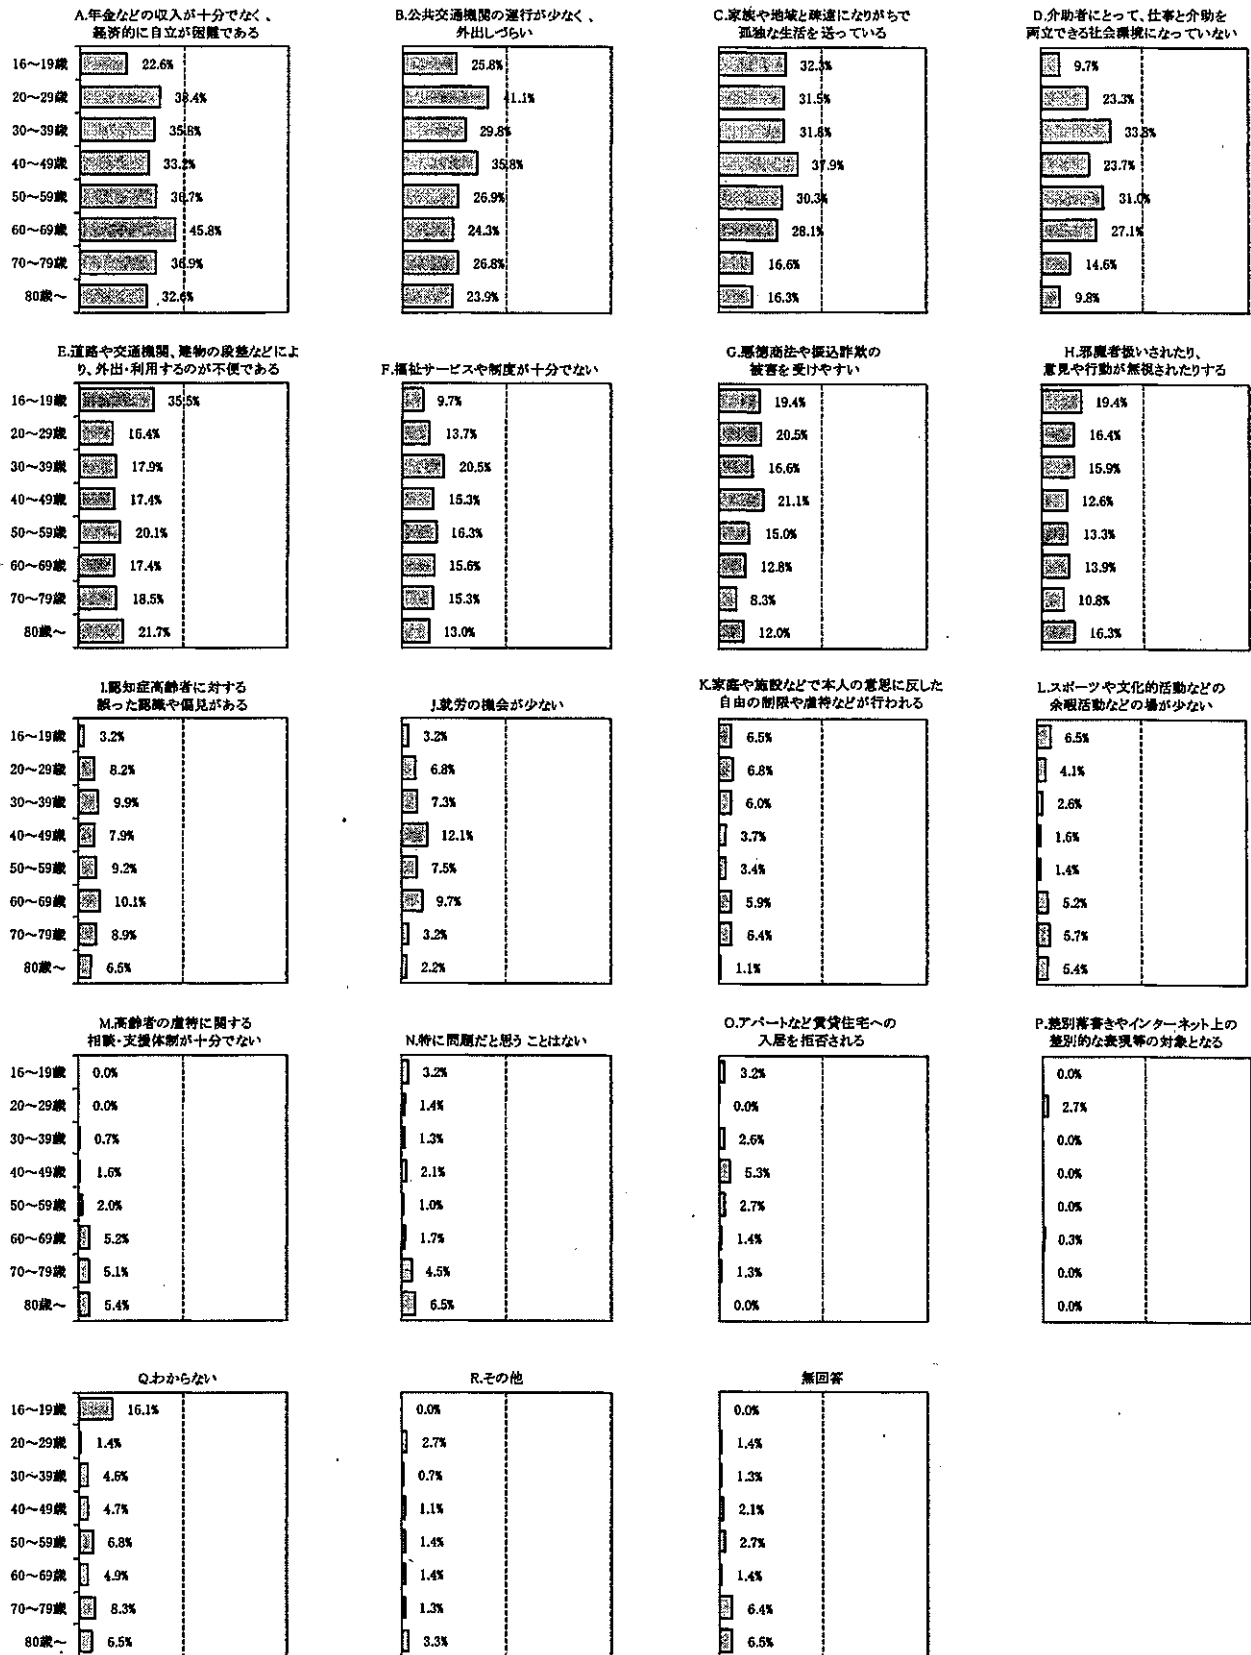 A.年金などの収入が十分でなく、
経済的に自立が困難である
B.公共交通機関の運行が少なく、
外出しづらい
C.家族や地域と疎遠になりがちで
孤独な生活を送っている
D.介助者にとって、仕事と介助を
両立できる社会環境になっていない
16～19歳 22.6% 25.8% 32.3% 9.7%
20～29歳 38.4% 41.1% 31.5% 23.3%
30～39歳 35.8% 29.8% 31.8% 33.8%
40～49歳 33.2% 35.8% 37.9% 23.7%
50～59歳 36.7% 26.9% 30.3% 31.0%
60～69歳 45.8% 24.3% 28.1% 27.1%
70～79歳 36.9% 26.8% 16.6% 14.6%
80歳～ 32.6% 23.9% 16.3% 9.8%
E.道路や交通機関、建物の段差などによ
り、外出・利用するのが不便である
F.福祉サービスや制度が十分でない
G.悪徳商法や振込詐欺の
被害を受けやすい
H.邪魔者扱いされたり、
意見や行動が無視されたりする
16～19歳 35.5% 9.7% 19.4% 19.4%
20～29歳 16.4% 13.7% 20.5% 16.4%
30～39歳 17.9% 20.5% 16.6% 15.9%
40～49歳 17.4% 15.3% 21.1% 12.6%
50～59歳 20.1% 16.3% 15.0% 13.3%
60～69歳 17.4% 15.6% 12.8% 13.9%
70～79歳 18.5% 15.3% 8.3% 10.8%
80歳～ 21.7% 13.0% 12.0% 16.3%
I.認知症高齢者に対する
誤った認識や偏見がある
J.就労の機会が少ない
K.家庭や施設などで本人の意思に反した
自由の制限や虐待などが行われる
L.スポーツや文化的活動などの
余暇活動などの場が少ない
16～19歳 3.2% 3.2% 6.5% 6.5%
20～29歳 8.2% 6.8% 6.8% 4.1%
30～39歳 9.9% 7.3% 6.0% 2.6%
40～49歳 7.9% 12.1% 3.7% 1.6%
50～59歳 9.2% 7.5% 3.4% 1.4%
60～69歳 10.1% 9.7% 5.9% 5.2%
70～79歳 8.9% 3.2% 6.4% 5.7%
80歳～ 6.5% 2.2% 1.1% 5.4%
M.高齢者の虐待に関する
相談・支援体制が十分でない
N.特に問題だと思うことはない
O.アパートなど賃貸住宅への
入居を拒否される
P.差別落書きやインターネット上の
差別的な表現等の対象となる
16～19歳 0.0% 3.2% 3.2% 0.0%
20～29歳 0.0% 1.4% 0.0% 2.7%
30～39歳 0.7% 1.3% 2.6% 0.0%
40～49歳 1.6% 2.1% 5.3% 0.0%
50～59歳 2.0% 1.0% 2.7% 0.0%
60～69歳 5.2% 1.7% 1.4% 0.3%
70～79歳 5.1% 4.5% 1.3% 0.0%
80歳～ 5.4% 6.5% 0.0% 0.0%
Q.わからない
R.その他
無回答
16～19歳 16.1% 0.0% 0.0%
20～29歳 1.4% 2.7% 1.4%
30～39歳 4.6% 0.7% 1.3%
40～49歳 4.7% 1.1% 2.1%
50～59歳 6.8% 1.4% 2.7%
60～69歳 4.9% 1.4% 1.4%
70～79歳 8.3% 1.3% 6.4%
80歳～ 6.5% 3.3% 6.5%